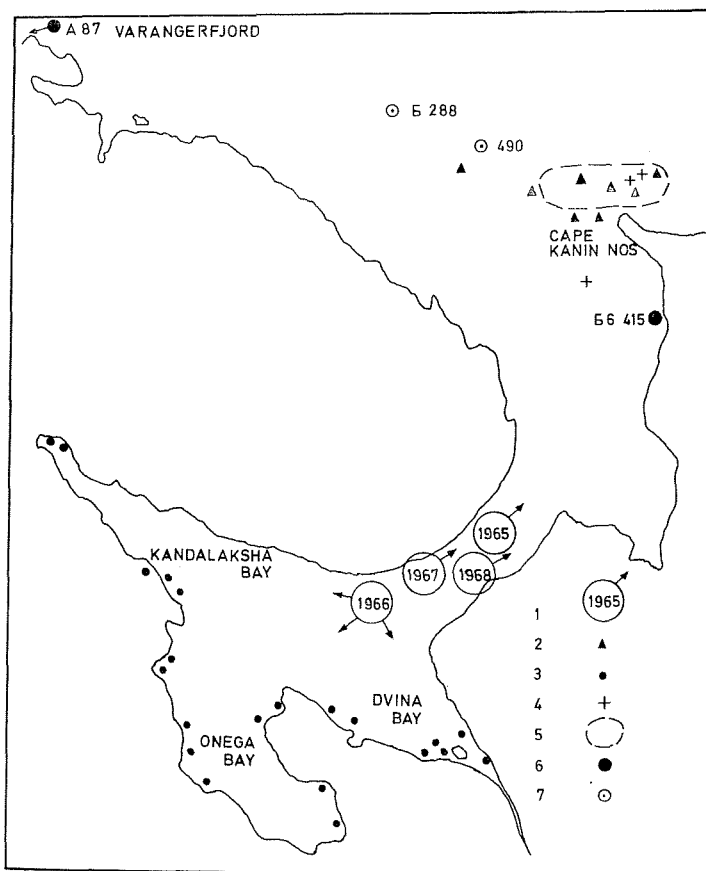 A 87 VARANGERFJORD
Б 288
490
CAPE
KANIN NOS
Б6 415
1965
KANDALAKSHA
BAY
1967
1968
1966
1 1965
2
3
4
5
6
7
DVINA
BAY
ONEGA
BAY